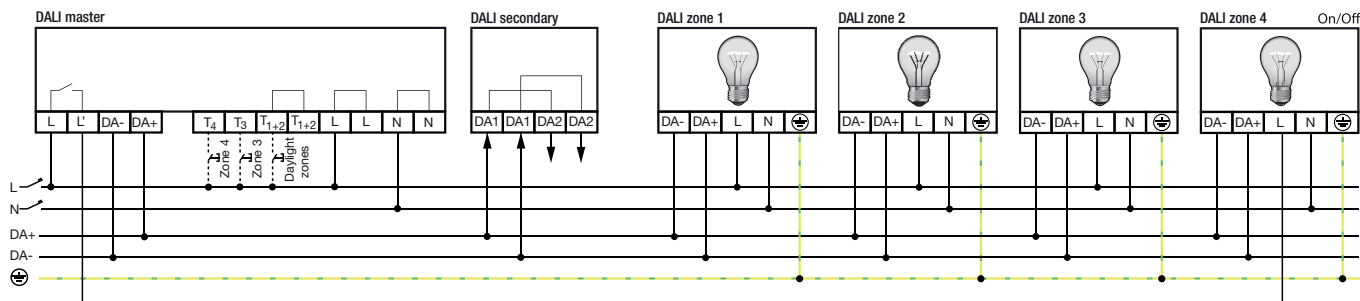 DALI master
DALI secondary
DALI zone 1
DALI zone 2
DALI zone 3
DALI zone 4 On/Off
L L' DA- DA+ T4 T3 T1+2 T1+2 L L N N
DA1 DA1 DA2 DA2
DA- DA+ L N
DA- DA+ L N
DA- DA+ L N
DA- DA+ L N
Zone 4
Zone 3
Daylight
zones
L
N
DA+
DA-